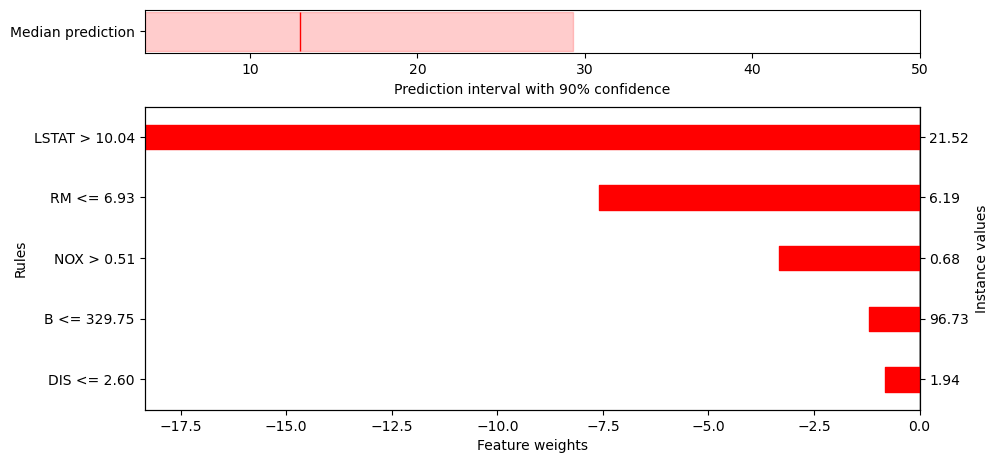 Median prediction
10 20 30 40 50
Prediction interval with 90% confidence
LSTAT > 10.04 21.52
RM <= 6.93 6.19
NOX > 0.51 0.68
B <= 329.75 96.73
DIS <= 2.60 1.94
Rules
Instance values
−17.5 −15.0 −12.5 −10.0 −7.5 −5.0 −2.5 0.0
Feature weights